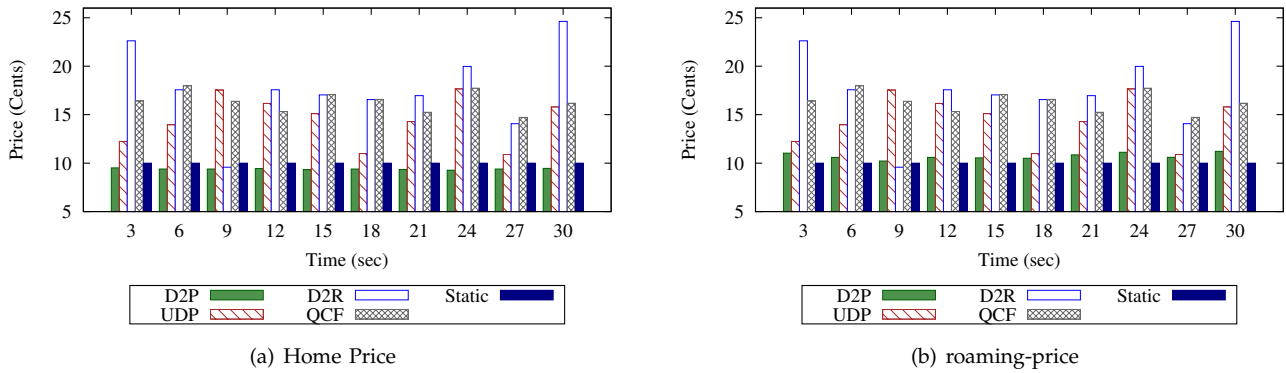 25
20
15
10
5
Price (Cents)
3 6 9 12 15 18 21 24 27 30
Time (sec)
D2P D2R Static
UDP QCF
(a) Home Price
25
20
15
10
5
Price (Cents)
3 6 9 12 15 18 21 24 27 30
Time (sec)
D2P D2R Static
UDP QCF
(b) roaming-price